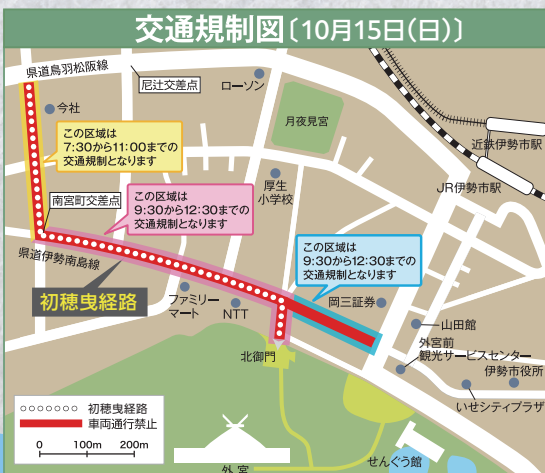 交通規制図〔10月15日(日)〕
県道鳥羽松阪線
尼辻交差点
ローソン
今社
月夜見宮
この区域は
7:30から11:00までの
交通規制となります
近鉄伊勢市駅
厚生
小学校
JR伊勢市駅
南宮町交差点
この区域は
9:30から12:30までの
交通規制となります
県道伊勢南島線
この区域は
9:30から12:30までの
交通規制となります
初穂曳経路
ファミリー
マート
NTT
岡三証券
山田館
北御門
外宮前
観光サービスセンター
伊勢市役所
いせシティプラザ
初穂曳経路
車両通行禁止
0 100m 200m
外宮
せんぐう館